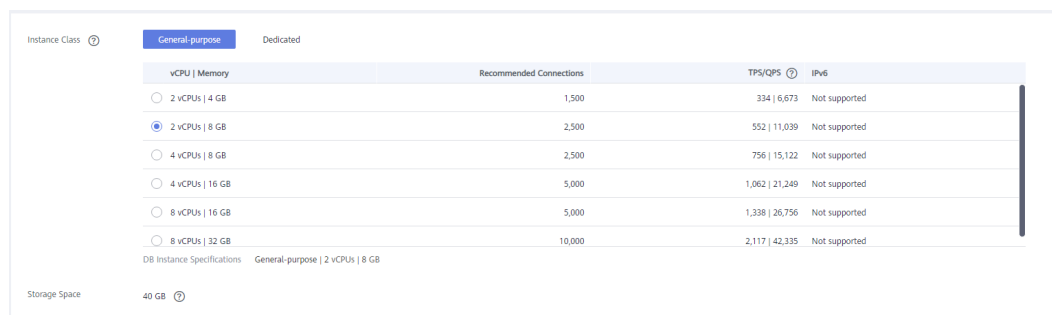 Instance Class ? General-purpose Dedicated
vCPU | Memory Recommended Connections TPS/QPS ? IPv6
2 vCPUs | 4 GB 1,500 334 | 6,673 Not supported
2 vCPUs | 8 GB 2,500 552 | 11,039 Not supported
4 vCPUs | 8 GB 2,500 756 | 15,122 Not supported
4 vCPUs | 16 GB 5,000 1,062 | 21,249 Not supported
8 vCPUs | 16 GB 5,000 1,338 | 26,756 Not supported
8 vCPUs | 32 GB 10,000 2,117 | 42,335 Not supported
DB Instance Specifications General-purpose | 2 vCPUs | 8 GB
Storage Space 40 GB ?